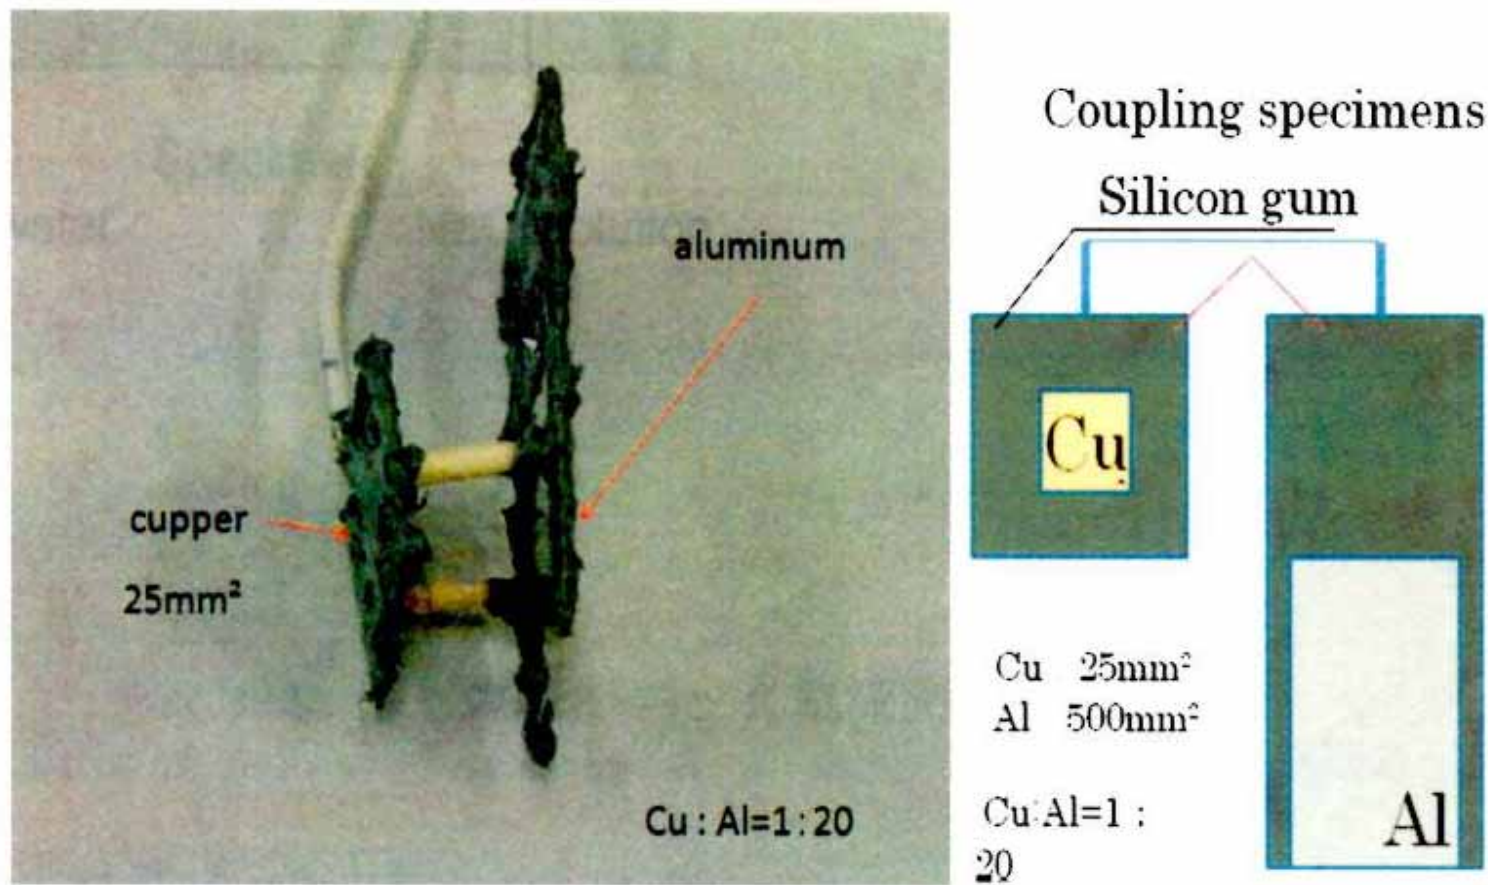 aluminum
cupper
25mm²
Cu : Al=1 : 20
Coupling specimens
Silicon gum
Cu
Cu 25mm²
Al 500mm²
Cu:Al=1 :
20
Al